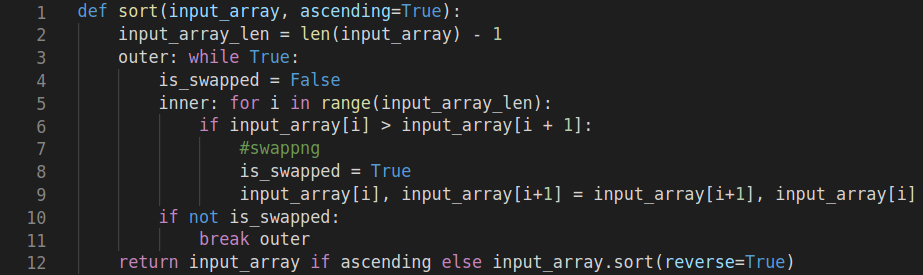 1 def sort(input_array, ascending=True):
2     input_array_len = len(input_array) - 1
3     outer: while True:
4         is_swapped = False
5         inner: for i in range(input_array_len):
6             if input_array[i] > input_array[i + 1]:
7                 #swappng
8                 is_swapped = True
9                 input_array[i], input_array[i+1] = input_array[i+1], input_array[i]
10         if not is_swapped:
11             break outer
12     return input_array if ascending else input_array.sort(reverse=True)